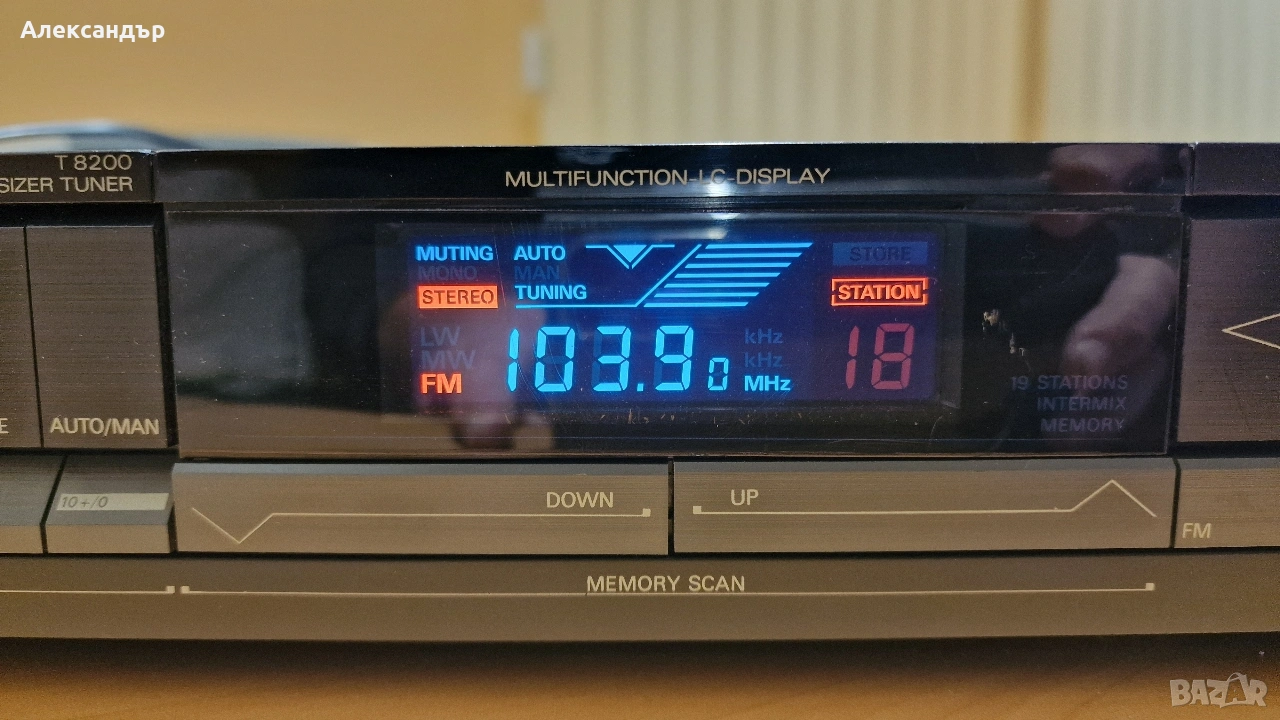 Александър
T 8200
SIZER TUNER
MULTIFUNCTION-LC-DISPLAY
MUTING
MONO
STEREO
AUTO
MAN
TUNING
STORE
STATION
LW
MW
FM
103.90
kHz
kHz
MHz
18
19 STATIONS
INTERMIX
MEMORY
E
AUTO/MAN
10+/0
DOWN
UP
FM
MEMORY SCAN
BAZAR